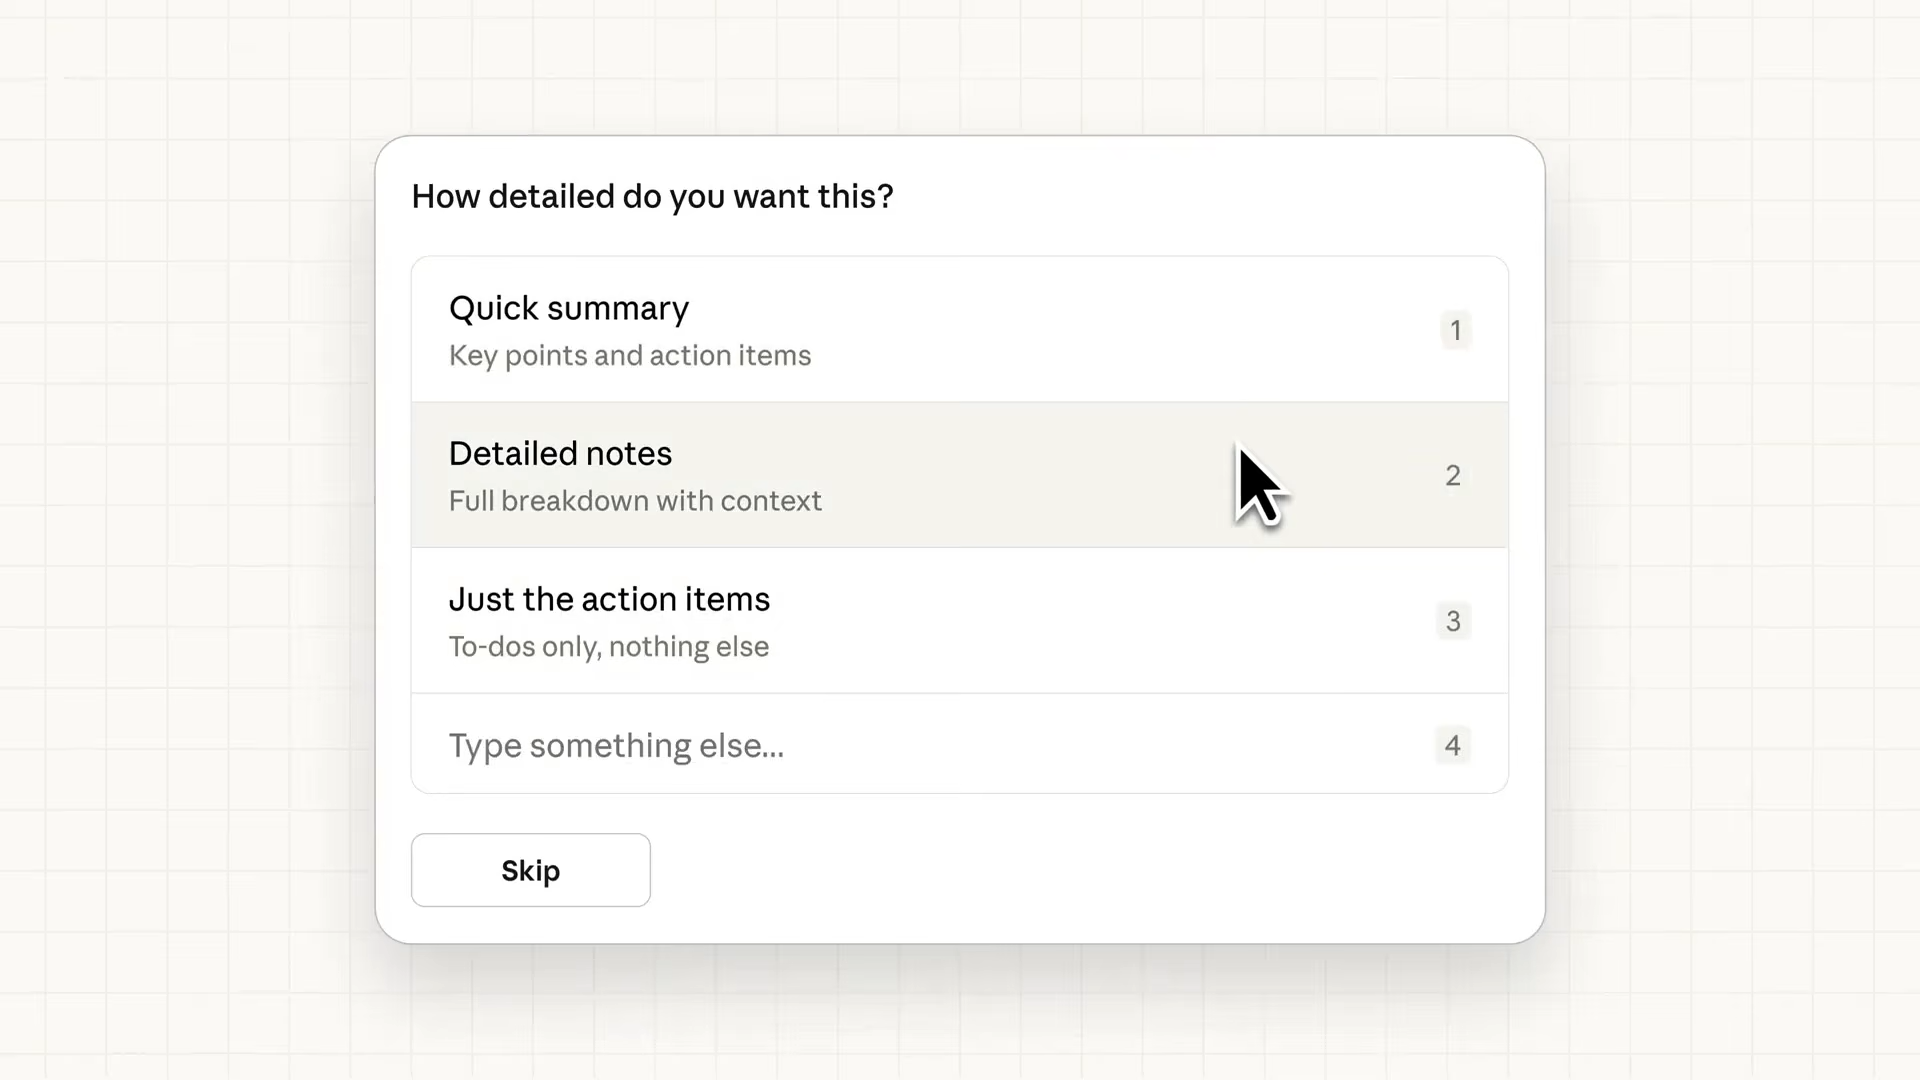 How detailed do you want this?
Quick summary
Key points and action items
1
Detailed notes
Full breakdown with context
2
Just the action items
To-dos only, nothing else
3
Type something else...
4
Skip